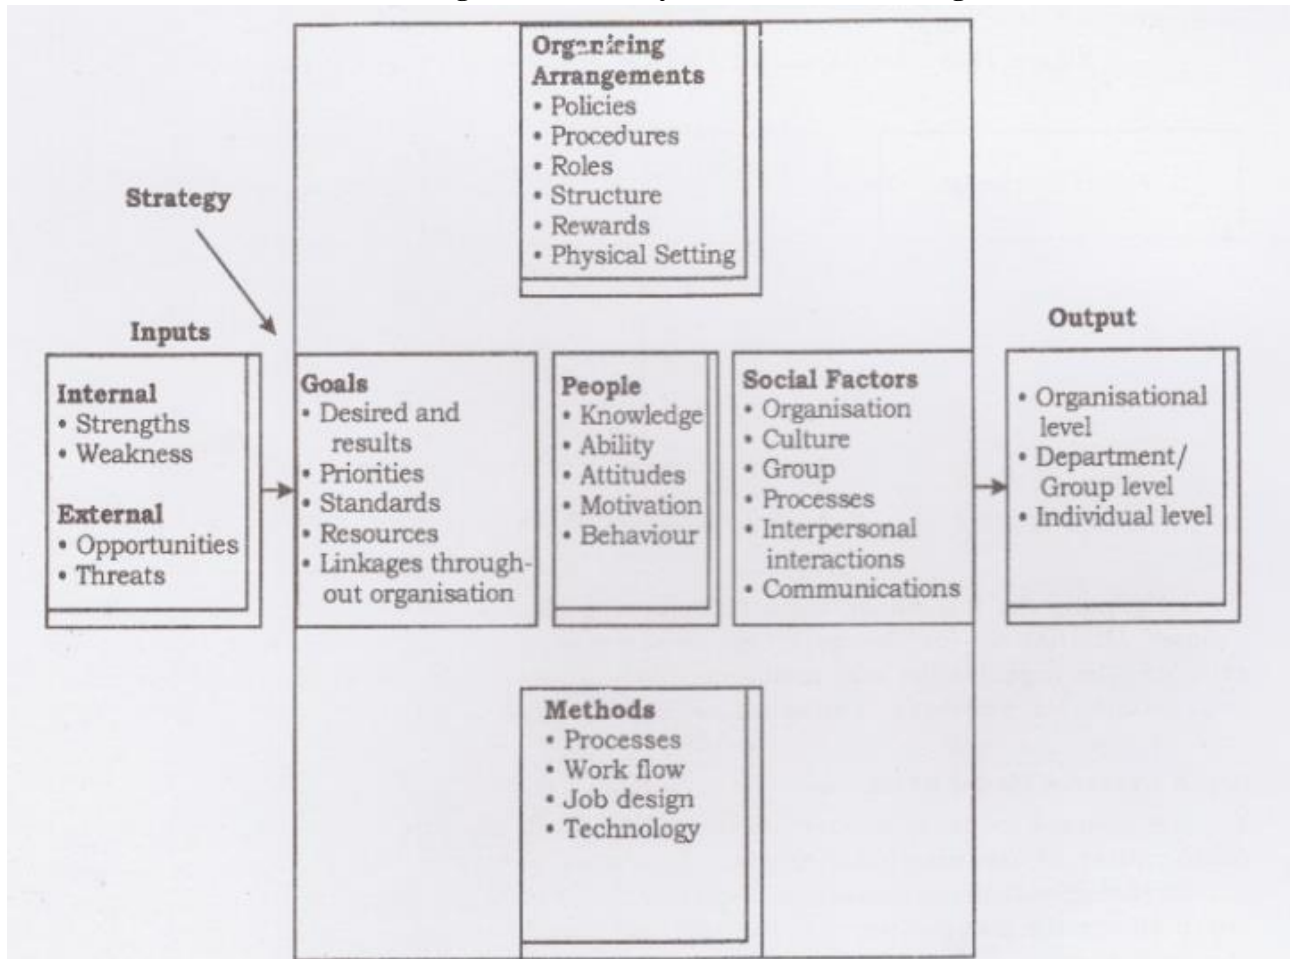 Organizing
Arrangements
• Policies
• Procedures
• Roles
• Structure
• Rewards
• Physical Setting
Strategy
Inputs
Internal
• Strengths
• Weakness
External
• Opportunities
• Threats
Goals
• Desired and
results
• Priorities
• Standards
• Resources
• Linkages through-
out organisation
People
• Knowledge
• Ability
• Attitudes
• Motivation
• Behaviour
Social Factors
• Organisation
• Culture
• Group
• Processes
• Interpersonal
interactions
• Communications
Output
• Organisational
level
• Department/
Group level
• Individual level
Methods
• Processes
• Work flow
• Job design
• Technology